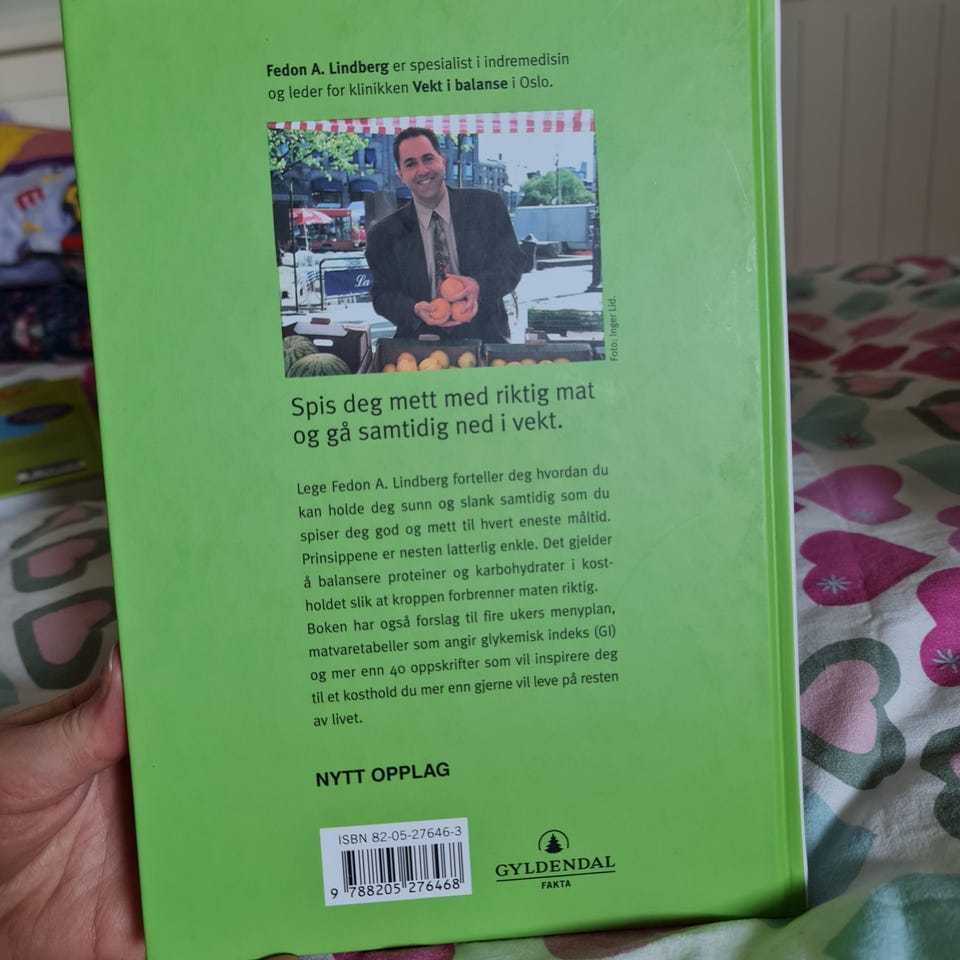 Fedon A. Lindberg er spesialist i indremedisin
og leder for klinikken Vekt i balanse i Oslo.
La
Foto: Inger Lid.
Spis deg mett med riktig mat
og gå samtidig ned i vekt.
Lege Fedon A. Lindberg forteller deg hvordan du
kan holde deg sunn og slank samtidig som du
spiser deg god og mett til hvert eneste måltid.
Prinsippene er nesten latterlig enkle. Det gjelder
å balansere proteiner og karbohydrater i kost-
holdet slik at kroppen forbrenner maten riktig.
Boken har også forslag til fire ukers menyplan,
matvaretabeller som angir glykemisk indeks (GI)
og mer enn 40 oppskrifter som vil inspirere deg
til et kosthold du mer enn gjerne vil leve på resten
av livet.
NYTT OPPLAG
ISBN 82-05-27646-3
9 788205 276468
GYLDENDAL
FAKTA